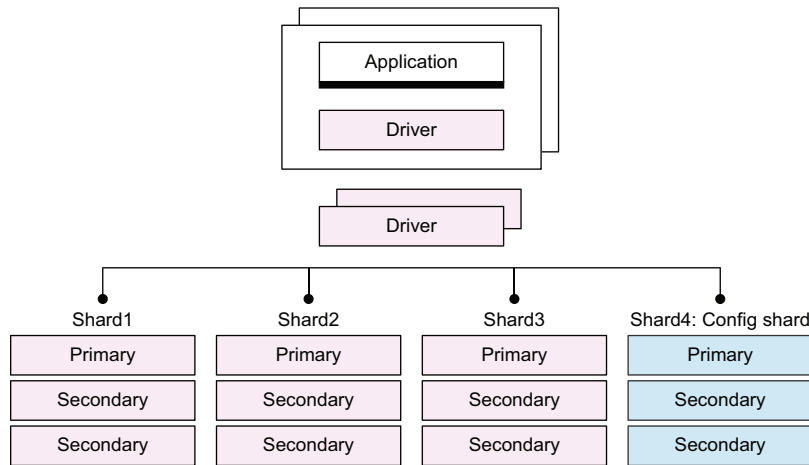 Application
Driver
Driver
Shard1 Shard2 Shard3 Shard4: Config shard
Primary Primary Primary Primary
Secondary Secondary Secondary Secondary
Secondary Secondary Secondary Secondary